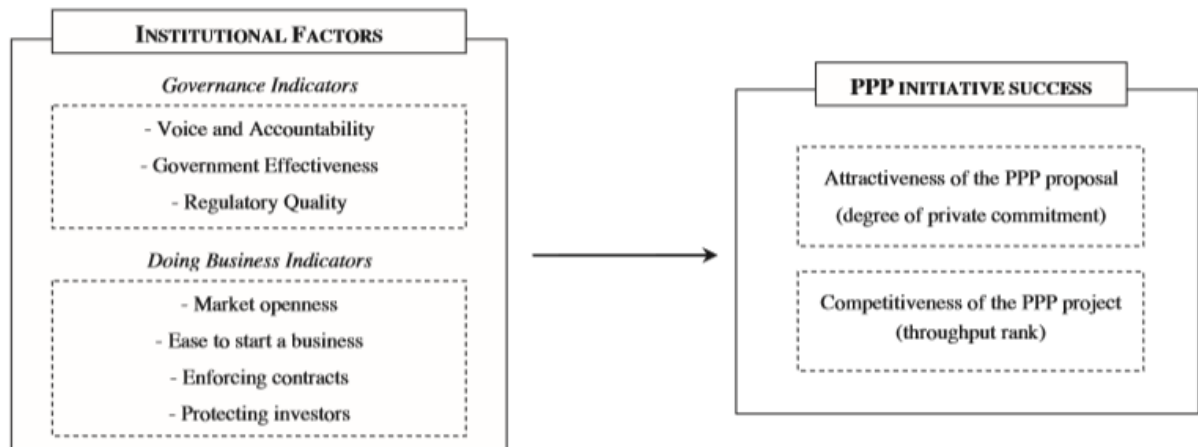 INSTITUTIONAL FACTORS
Governance Indicators
- Voice and Accountability
- Government Effectiveness
- Regulatory Quality
Doing Business Indicators
- Market openness
- Ease to start a business
- Enforcing contracts
- Protecting investors
PPP INITIATIVE SUCCESS
Attractiveness of the PPP proposal
(degree of private commitment)
Competitiveness of the PPP project
(throughput rank)